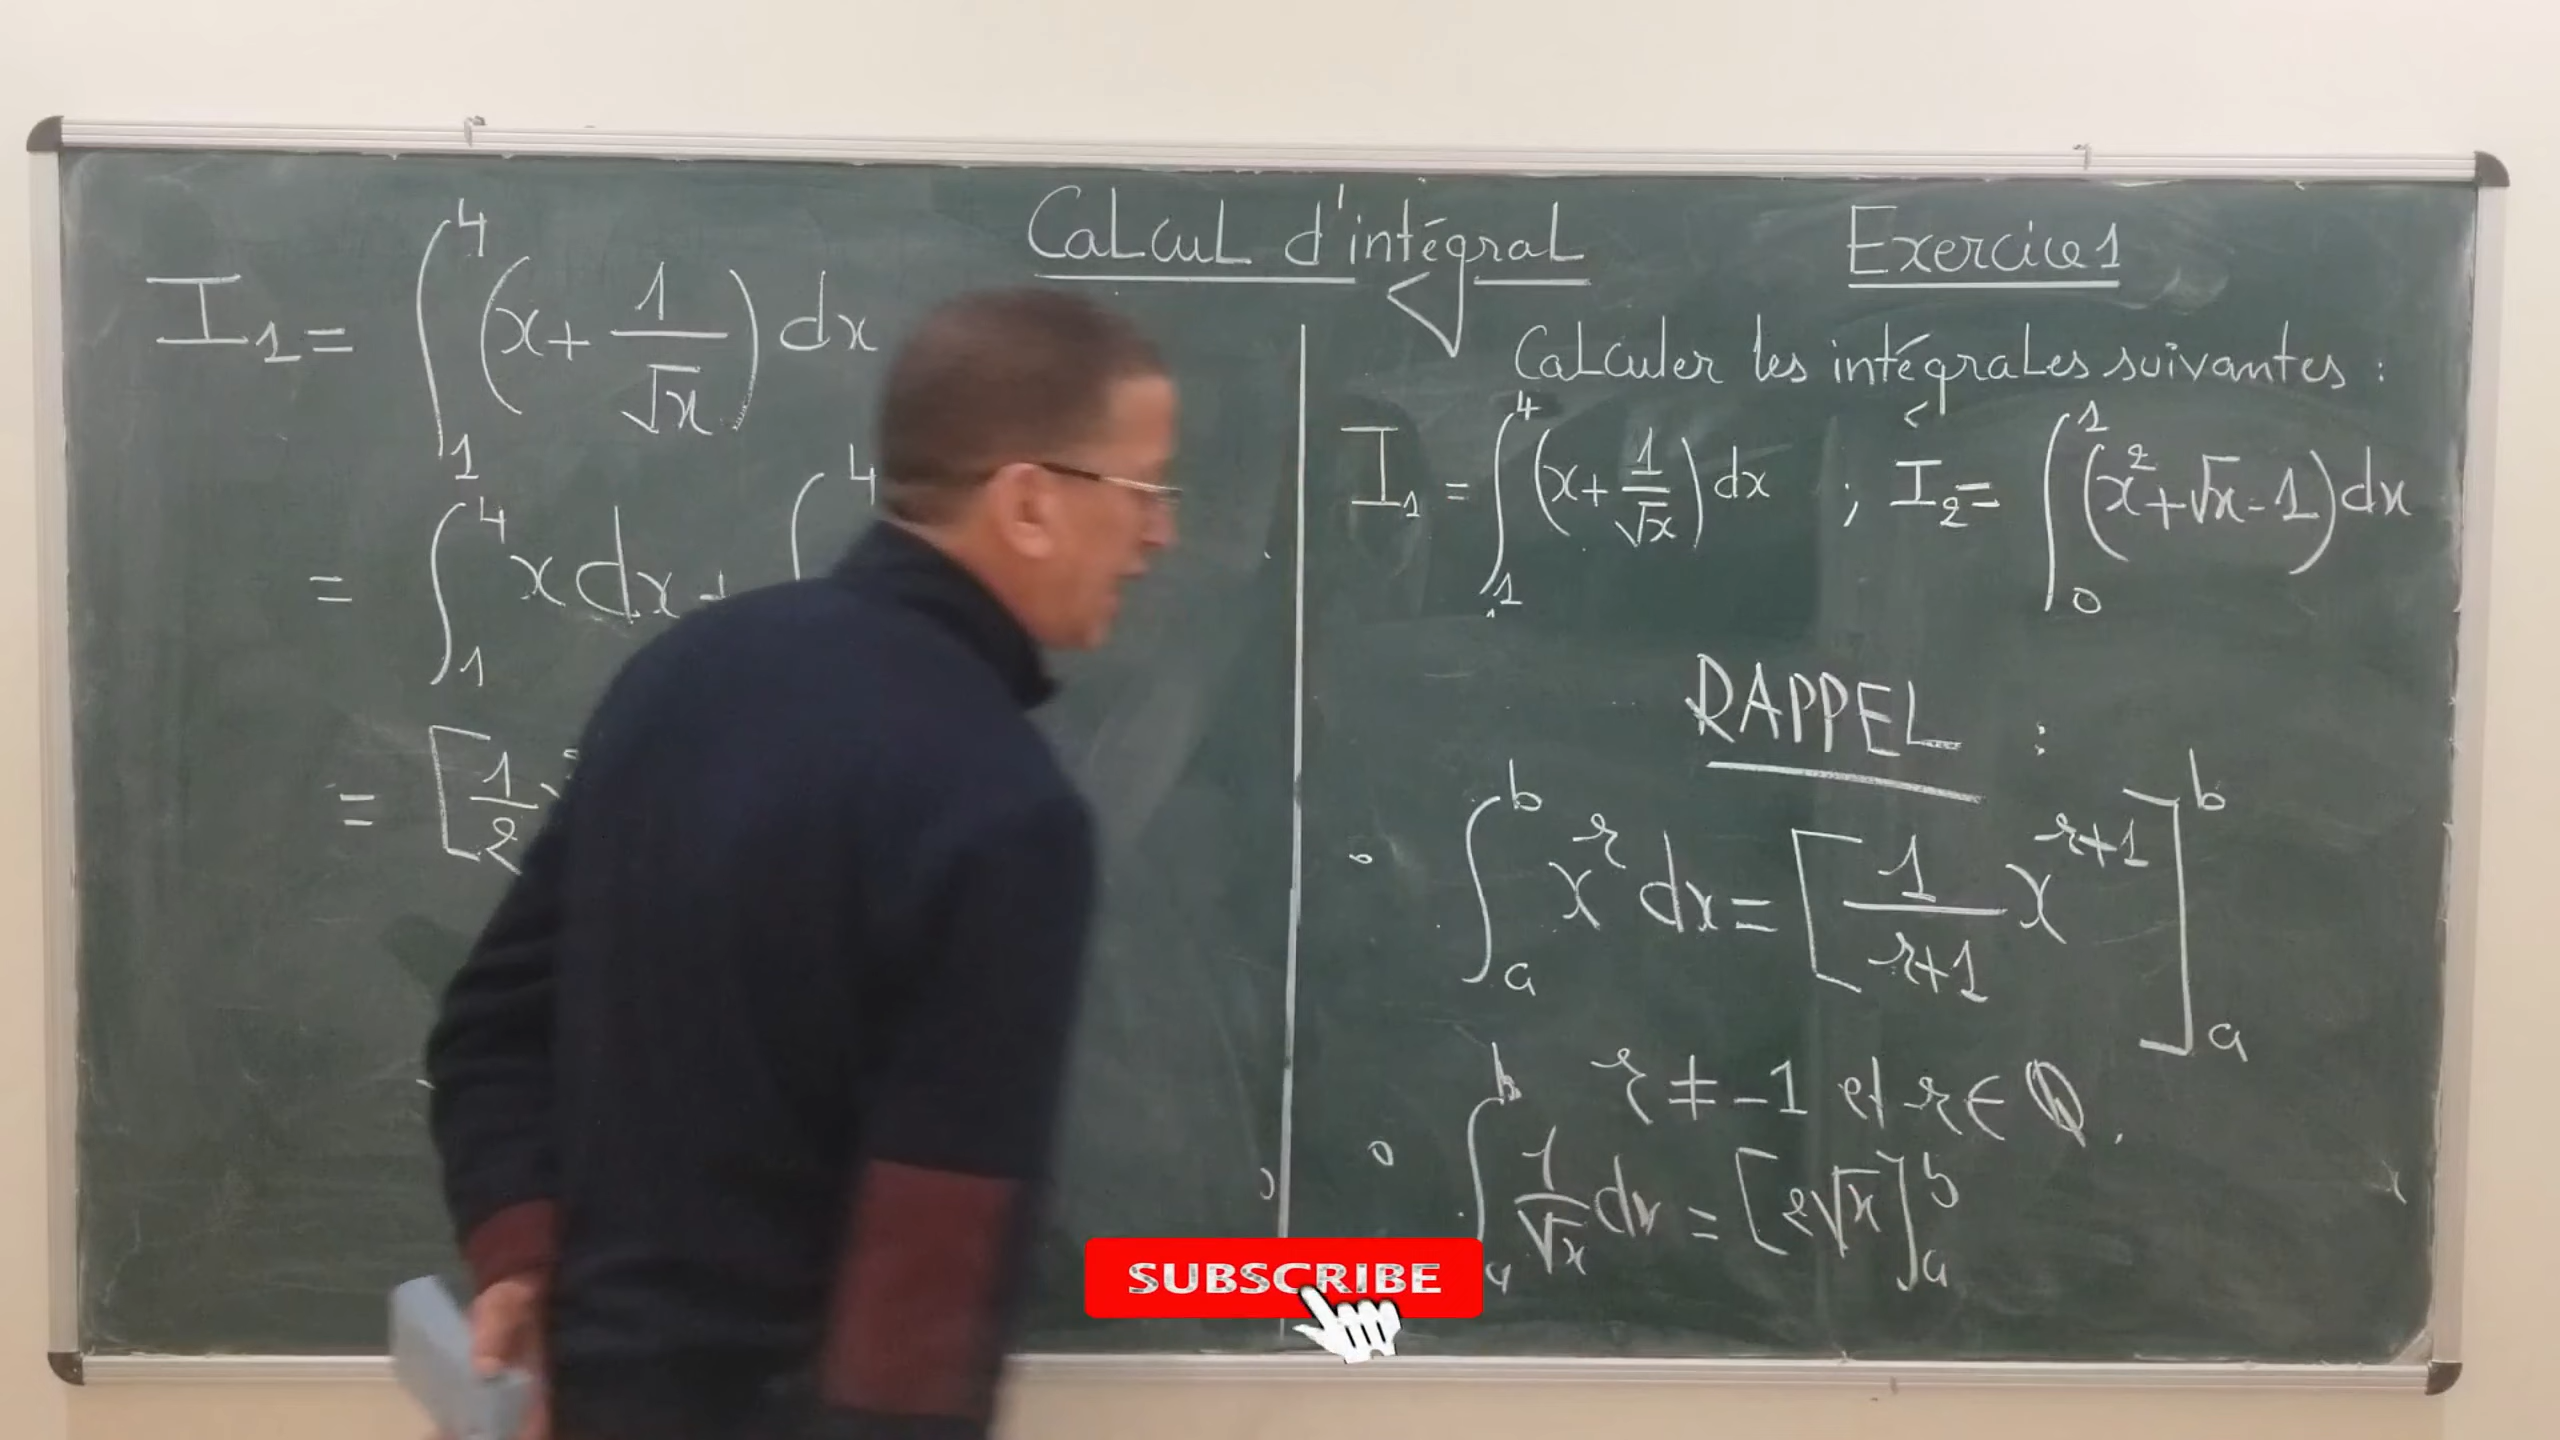 Calcul d'intégral
I₁ = ∫₁⁴ (x + 1/√x) dx
= ∫₁⁴ x dx + ∫ ⁴
= [1/2 x
Exercice 1
Calculer les intégrales suivantes :
I₁ = ∫₁⁴ (x + 1/√x) dx ; I₂ = ∫₀¹ (x² + √x - 1) dx
RAPPEL :
∘ ∫ₐᵇ xʳ dx = [1/(r+1) x^(r+1)]ₐᵇ
r ≠ -1 et r ∈ ℚ.
∘ ∫ₐᵇ 1/√x dx = [2√x]ₐᵇ
SUBSCRIBE